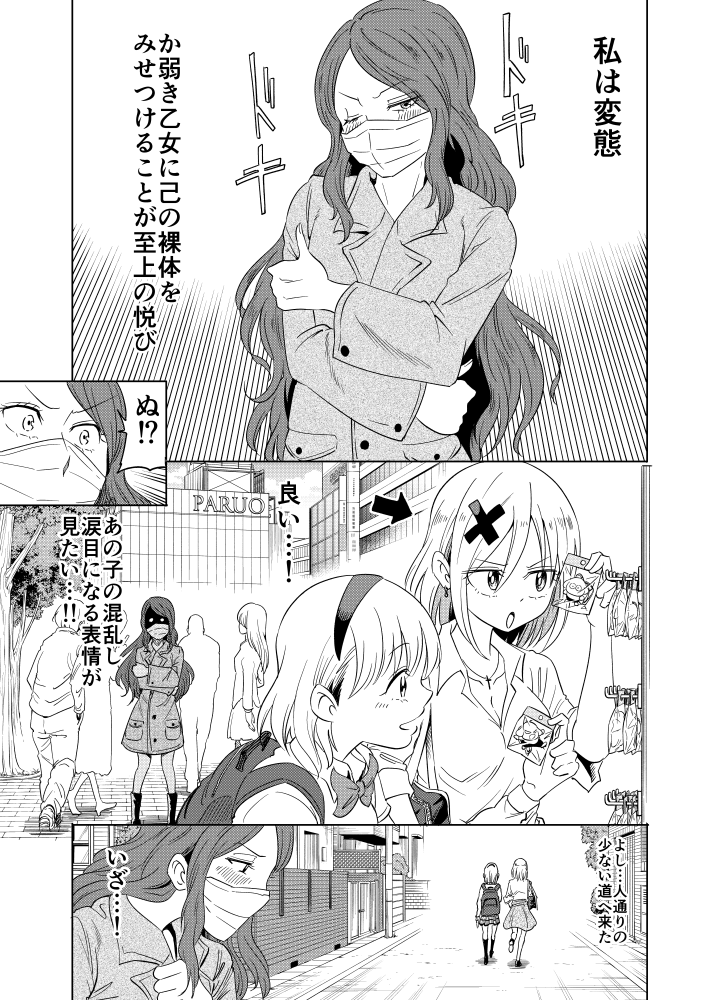 私は変態
ドキ
ドキ
か弱き乙女に己の裸体を
みせつけることが至上の悦び
ぬ!?
PARUO
良い…!
あの子の混乱し
涙目になる表情が
見たい…!!
よし…人通りの
少ない道へ来た
いざ…!